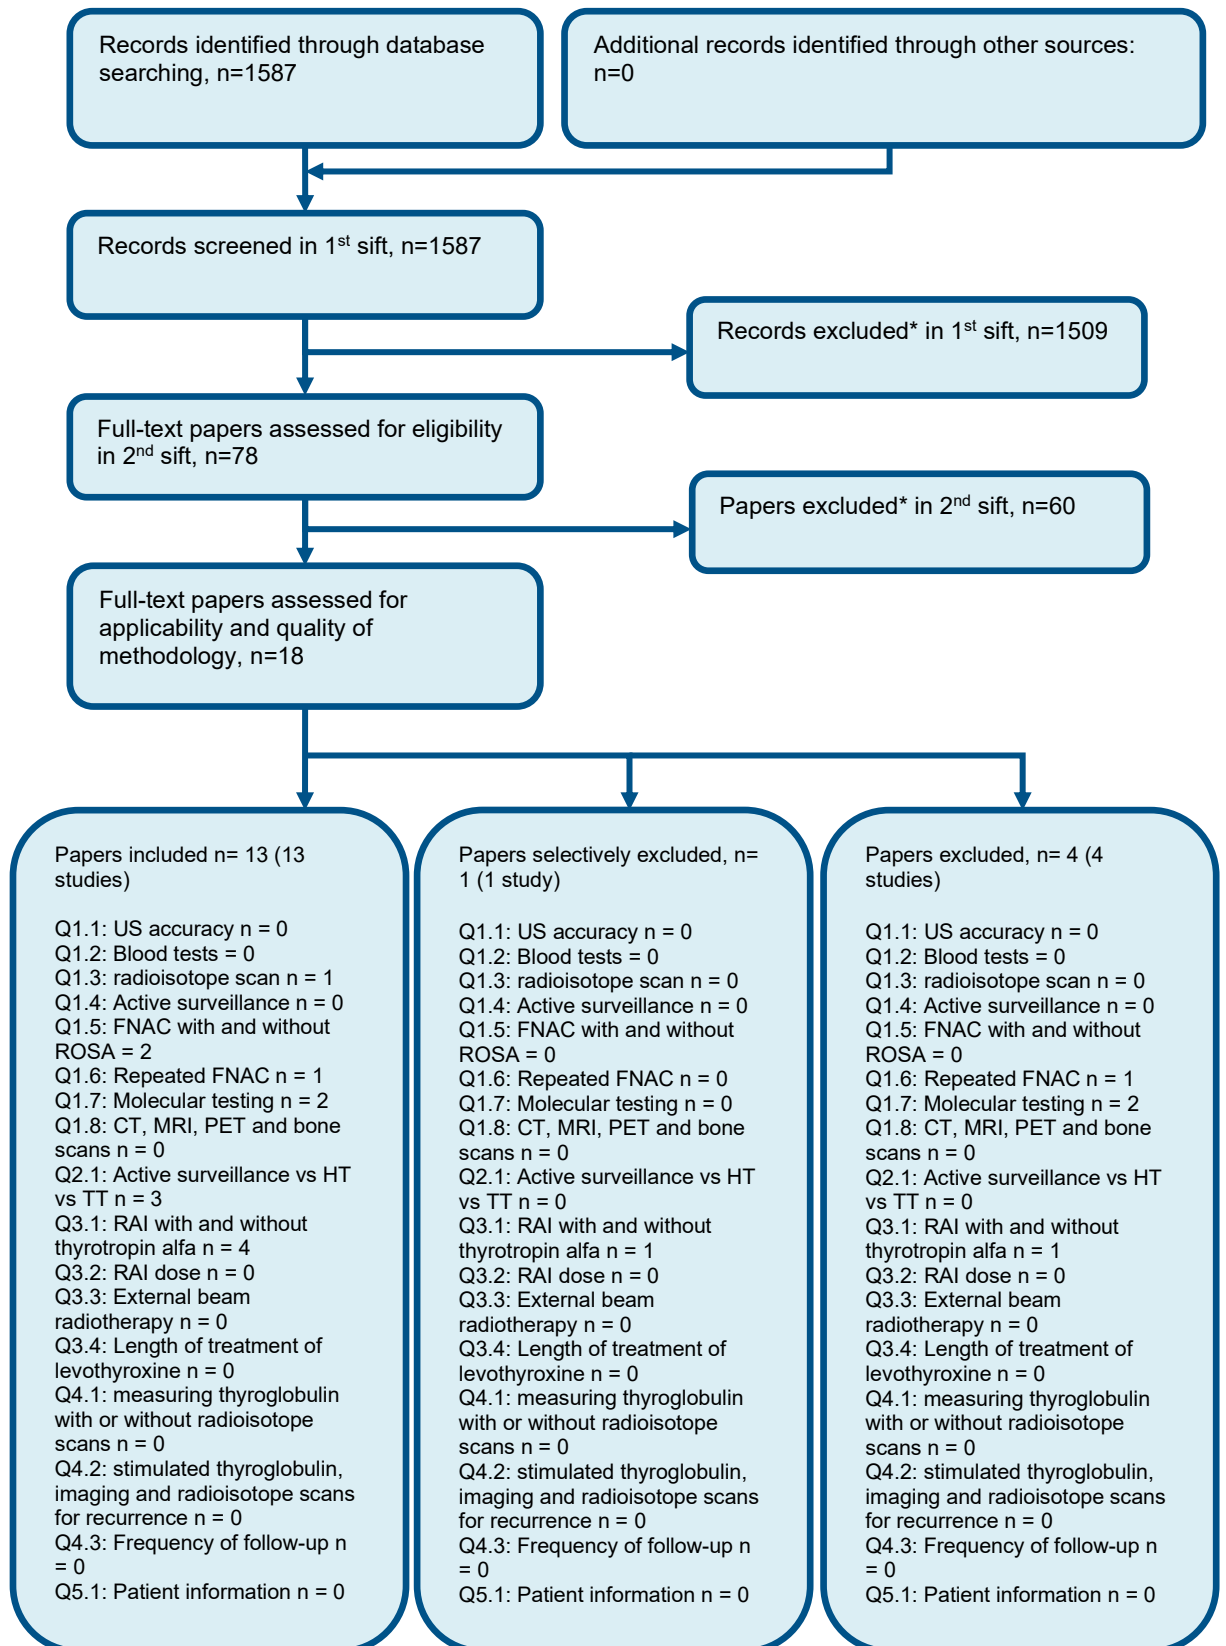 Records identified through database
searching, n=1587
Additional records identified through other sources:
n=0
Records screened in 1st sift, n=1587
Records excluded* in 1st sift, n=1509
Full-text papers assessed for eligibility
in 2nd sift, n=78
Papers excluded* in 2nd sift, n=60
Full-text papers assessed for
applicability and quality of
methodology, n=18
Papers included n= 13 (13
studies)
Q1.1: US accuracy n = 0
Q1.2: Blood tests = 0
Q1.3: radioisotope scan n = 1
Q1.4: Active surveillance n = 0
Q1.5: FNAC with and without
ROSA = 2
Q1.6: Repeated FNAC n = 1
Q1.7: Molecular testing n = 2
Q1.8: CT, MRI, PET and bone
scans n = 0
Q2.1: Active surveillance vs HT
vs TT n = 3
Q3.1: RAI with and without
thyrotropin alfa n = 4
Q3.2: RAI dose n = 0
Q3.3: External beam
radiotherapy n = 0
Q3.4: Length of treatment of
levothyroxine n = 0
Q4.1: measuring thyroglobulin
with or without radioisotope
scans n = 0
Q4.2: stimulated thyroglobulin,
imaging and radioisotope scans
for recurrence n = 0
Q4.3: Frequency of follow-up n
= 0
Q5.1: Patient information n = 0
Papers selectively excluded, n=
1 (1 study)
Q1.1: US accuracy n = 0
Q1.2: Blood tests = 0
Q1.3: radioisotope scan n = 0
Q1.4: Active surveillance n = 0
Q1.5: FNAC with and without
ROSA = 0
Q1.6: Repeated FNAC n = 0
Q1.7: Molecular testing n = 0
Q1.8: CT, MRI, PET and bone
scans n = 0
Q2.1: Active surveillance vs HT
vs TT n = 0
Q3.1: RAI with and without
thyrotropin alfa n = 1
Q3.2: RAI dose n = 0
Q3.3: External beam
radiotherapy n = 0
Q3.4: Length of treatment of
levothyroxine n = 0
Q4.1: measuring thyroglobulin
with or without radioisotope
scans n = 0
Q4.2: stimulated thyroglobulin,
imaging and radioisotope scans
for recurrence n = 0
Q4.3: Frequency of follow-up n
= 0
Q5.1: Patient information n = 0
Papers excluded, n= 4 (4
studies)
Q1.1: US accuracy n = 0
Q1.2: Blood tests = 0
Q1.3: radioisotope scan n = 0
Q1.4: Active surveillance n = 0
Q1.5: FNAC with and without
ROSA = 0
Q1.6: Repeated FNAC n = 1
Q1.7: Molecular testing n = 2
Q1.8: CT, MRI, PET and bone
scans n = 0
Q2.1: Active surveillance vs HT
vs TT n = 0
Q3.1: RAI with and without
thyrotropin alfa n = 1
Q3.2: RAI dose n = 0
Q3.3: External beam
radiotherapy n = 0
Q3.4: Length of treatment of
levothyroxine n = 0
Q4.1: measuring thyroglobulin
with or without radioisotope
scans n = 0
Q4.2: stimulated thyroglobulin,
imaging and radioisotope scans
for recurrence n = 0
Q4.3: Frequency of follow-up n
= 0
Q5.1: Patient information n = 0